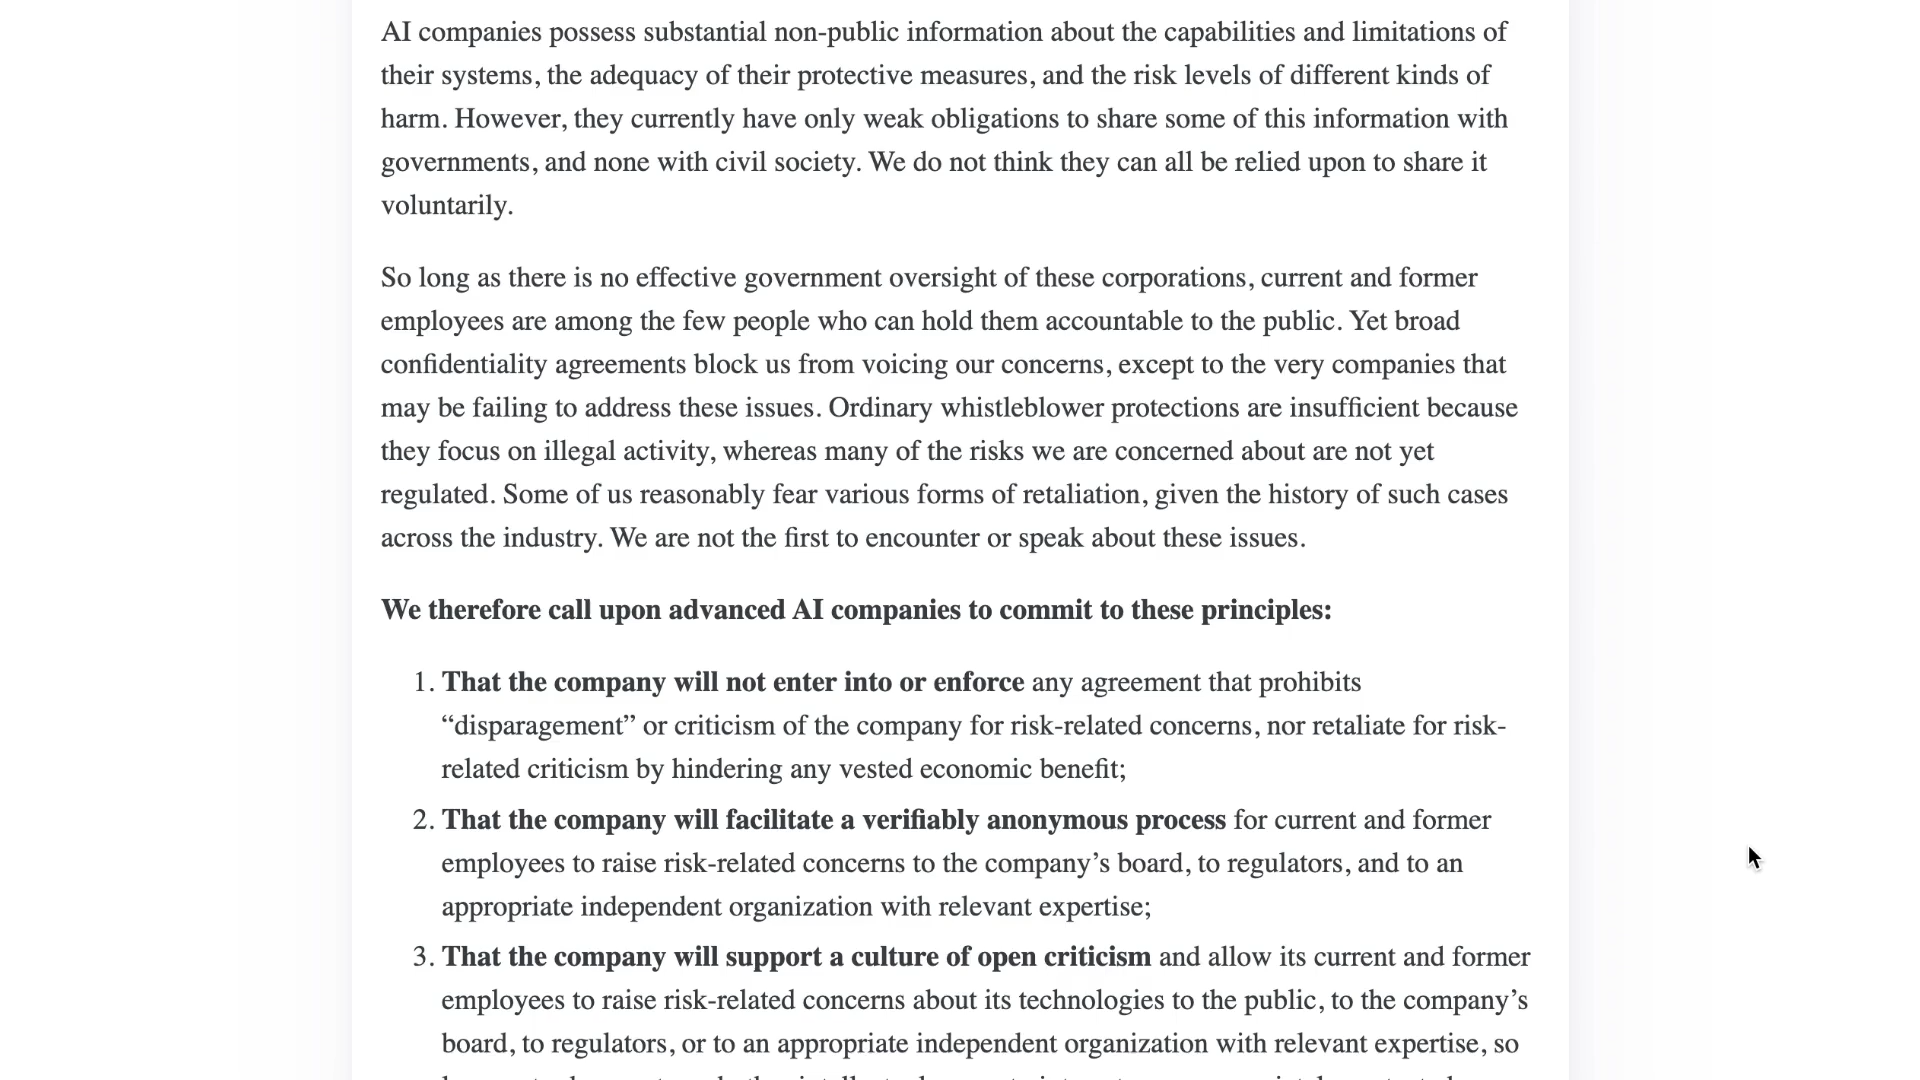 AI companies possess substantial non-public information about the capabilities and limitations of
their systems, the adequacy of their protective measures, and the risk levels of different kinds of
harm. However, they currently have only weak obligations to share some of this information with
governments, and none with civil society. We do not think they can all be relied upon to share it
voluntarily.
So long as there is no effective government oversight of these corporations, current and former
employees are among the few people who can hold them accountable to the public. Yet broad
confidentiality agreements block us from voicing our concerns, except to the very companies that
may be failing to address these issues. Ordinary whistleblower protections are insufficient because
they focus on illegal activity, whereas many of the risks we are concerned about are not yet
regulated. Some of us reasonably fear various forms of retaliation, given the history of such cases
across the industry. We are not the first to encounter or speak about these issues.
We therefore call upon advanced AI companies to commit to these principles:
1. That the company will not enter into or enforce any agreement that prohibits
“disparagement” or criticism of the company for risk-related concerns, nor retaliate for risk-
related criticism by hindering any vested economic benefit;
2. That the company will facilitate a verifiably anonymous process for current and former
employees to raise risk-related concerns to the company’s board, to regulators, and to an
appropriate independent organization with relevant expertise;
3. That the company will support a culture of open criticism and allow its current and former
employees to raise risk-related concerns about its technologies to the public, to the company’s
board, to regulators, or to an appropriate independent organization with relevant expertise, so